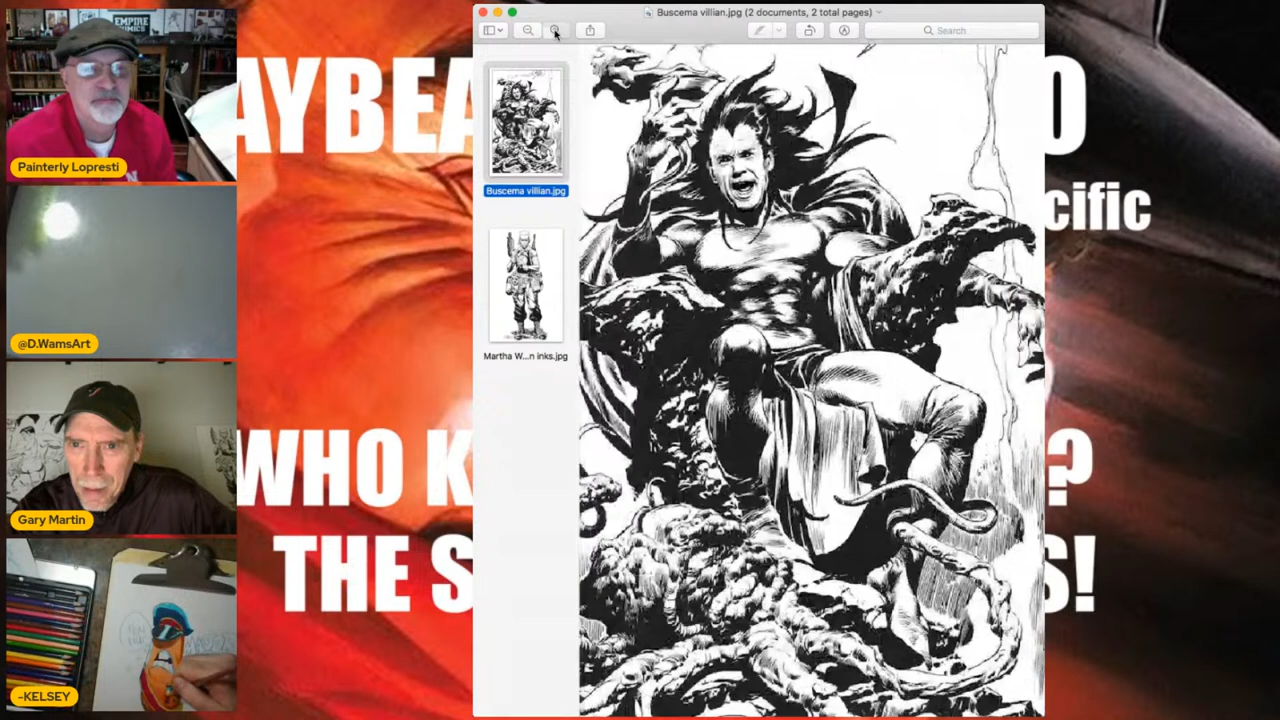 Buscema villian.jpg (2 documents, 2 total pages)
Search
EMPIRE
COMICS
Painterly Lopresti
@D.WamsArt
Gary Martin
-KELSEY
Buscema villian.jpg
Martha W...n inks.jpg
AYBEA
O
cific
WHO K
?
THE S
S!